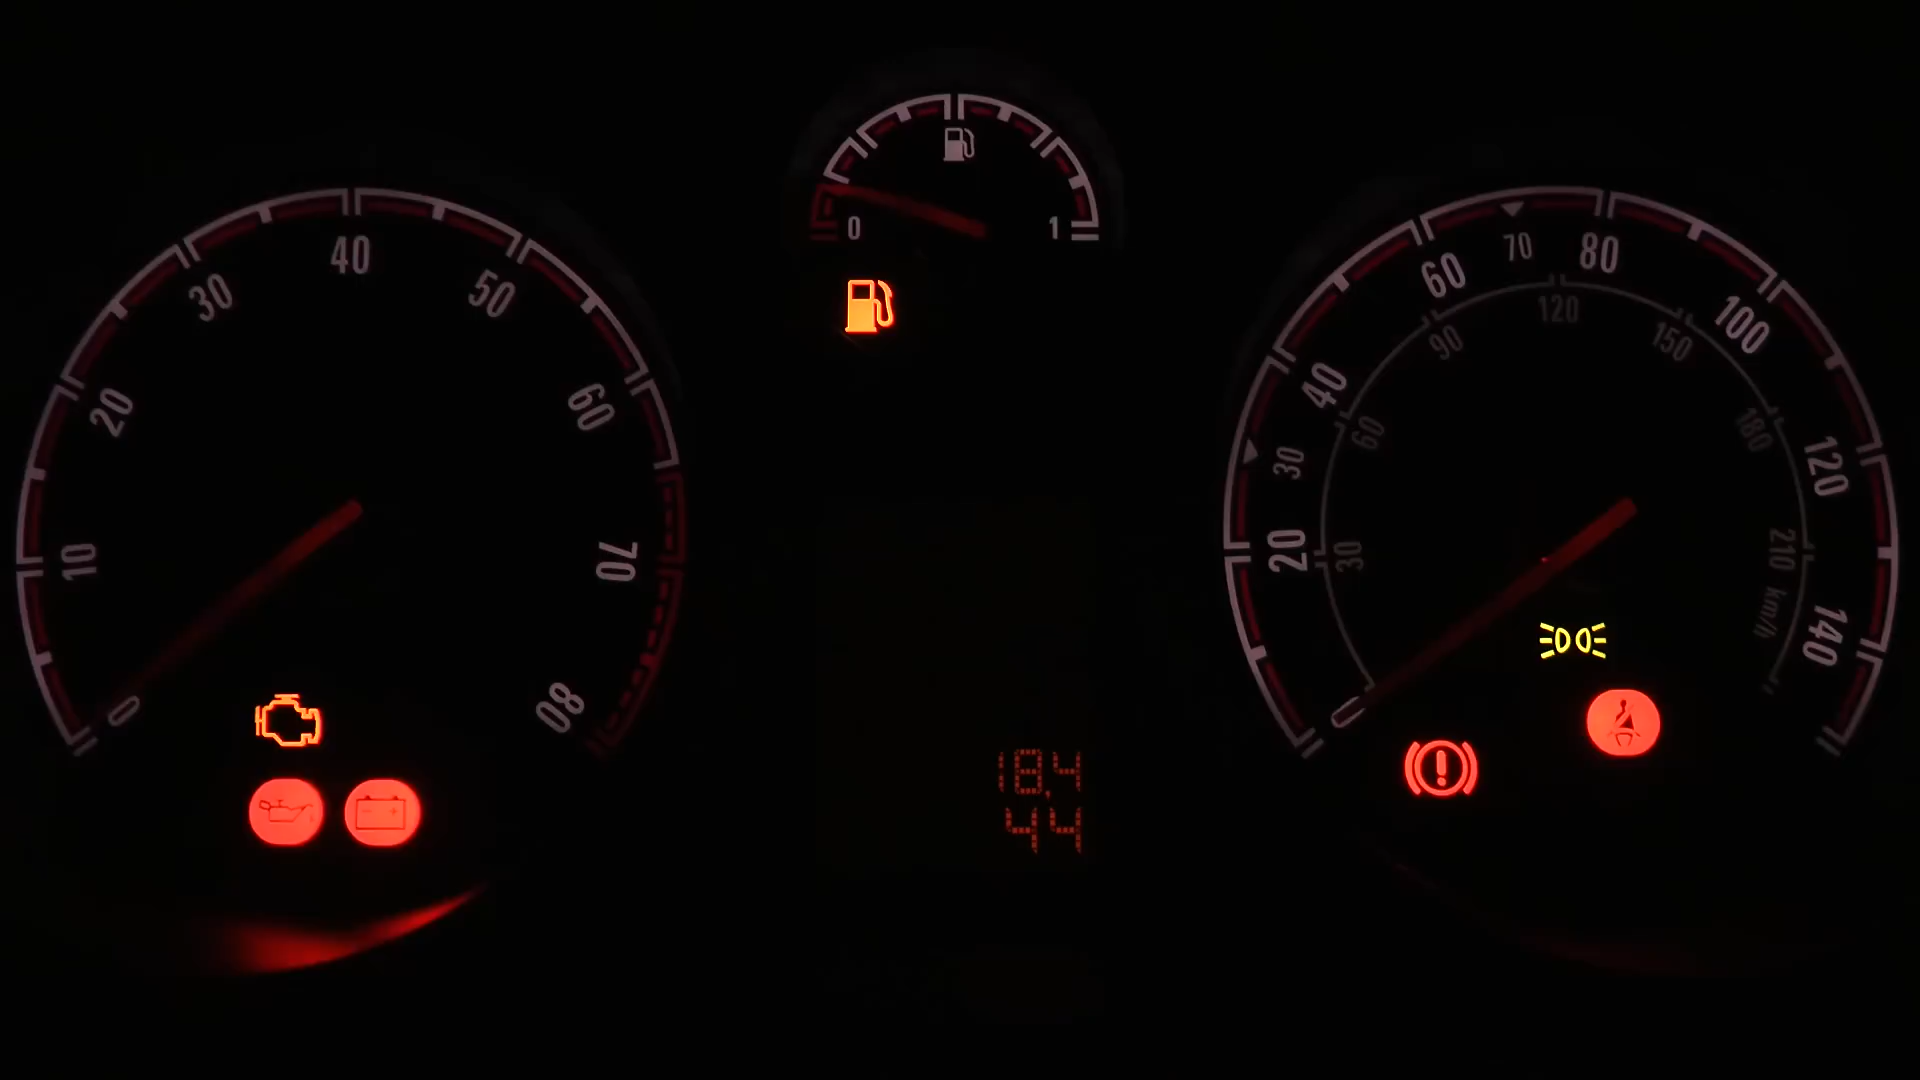 0 10 20 30 40 50 60 70 80
0 1
20 30 40 60 70 80 100 120 140
30 60 90 120 150 180 210 km/h
18,4
44